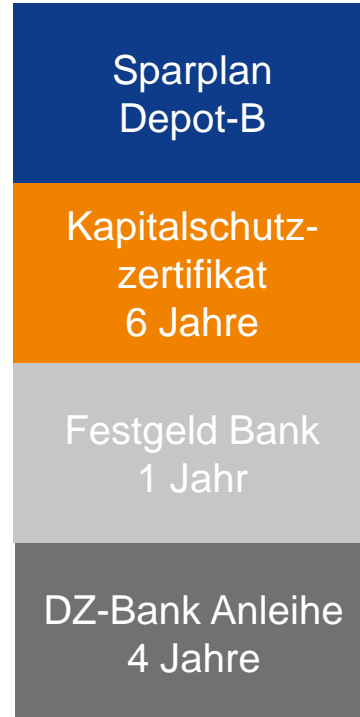 Sparplan
Depot-B
Kapitalschutz-
zertifikat
6 Jahre
Festgeld Bank
1 Jahr
DZ-Bank Anleihe
4 Jahre